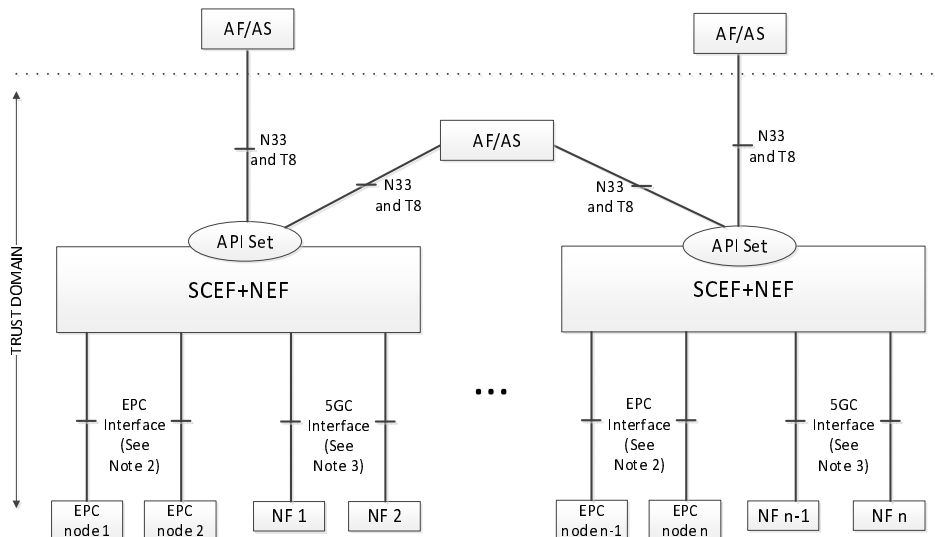 AF/AS
AF/AS
N33
and T8
AF/AS
N33
and T8
N33
and T8
N33
and T8
API Set
API Set
SCEF+NEF
SCEF+NEF
TRUST DOMAIN
EPC
Interface
(See
Note 2)
5GC
Interface
(See
Note 3)
...
EPC
Interface
(See
Note 2)
5GC
Interface
(See
Note 3)
EPC
node 1
EPC
node 2
NF 1
NF 2
EPC
node n-1
EPC
node n
NF n-1
NF n